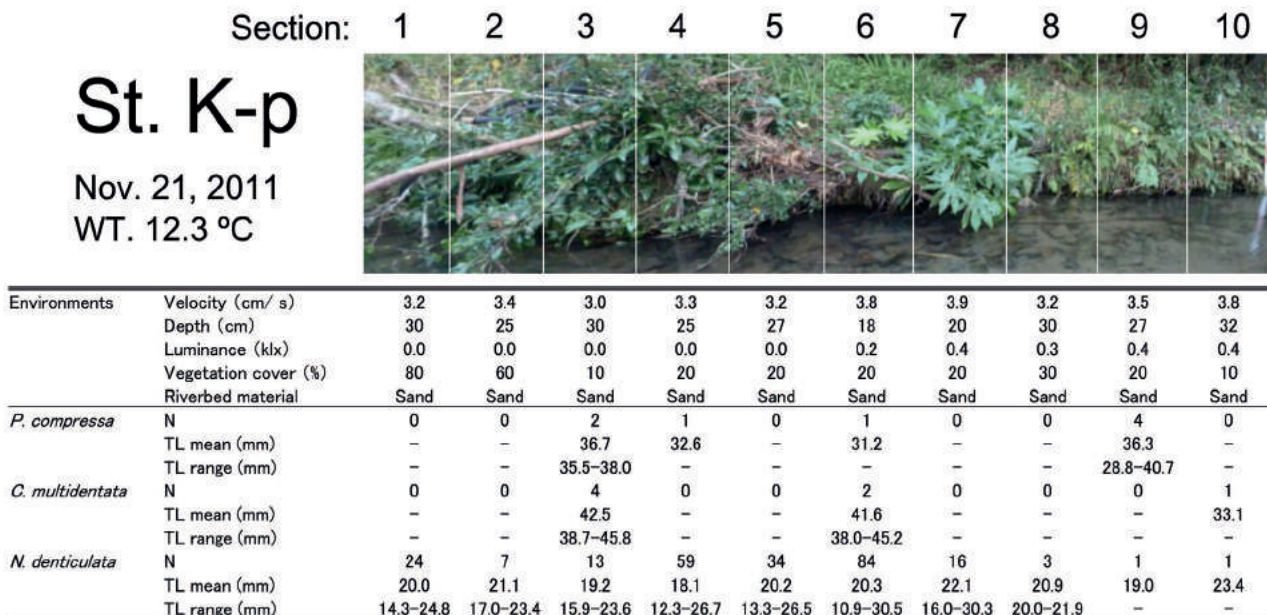 Section: 1 2 3 4 5 6 7 8 9 10
St. K-p
Nov. 21, 2011
WT. 12.3 ºC
Environments Velocity (cm/ s) 3.2 3.4 3.0 3.3 3.2 3.8 3.9 3.2 3.5 3.8
Depth (cm) 30 25 30 25 27 18 20 30 27 32
Luminance (klx) 0.0 0.0 0.0 0.0 0.0 0.2 0.4 0.3 0.4 0.4
Vegetation cover (%) 80 60 10 20 20 20 20 30 20 10
Riverbed material Sand Sand Sand Sand Sand Sand Sand Sand Sand Sand
P. compressa N 0 0 2 1 0 1 0 0 4 0
TL mean (mm) – – 36.7 32.6 – 31.2 – – 36.3 –
TL range (mm) – – 35.5–38.0 – – – – – 28.8–40.7 –
C. multidentata N 0 0 4 0 0 2 0 0 0 1
TL mean (mm) – – 42.5 – – 41.6 – – – 33.1
TL range (mm) – – 38.7–45.8 – – 38.0–45.2 – – – –
N. denticulata N 24 7 13 59 34 84 16 3 1 1
TL mean (mm) 20.0 21.1 19.2 18.1 20.2 20.3 22.1 20.9 19.0 23.4
TL range (mm) 14.3–24.8 17.0–23.4 15.9–23.6 12.3–26.7 13.3–26.5 10.9–30.5 16.0–30.3 20.0–21.9 – –